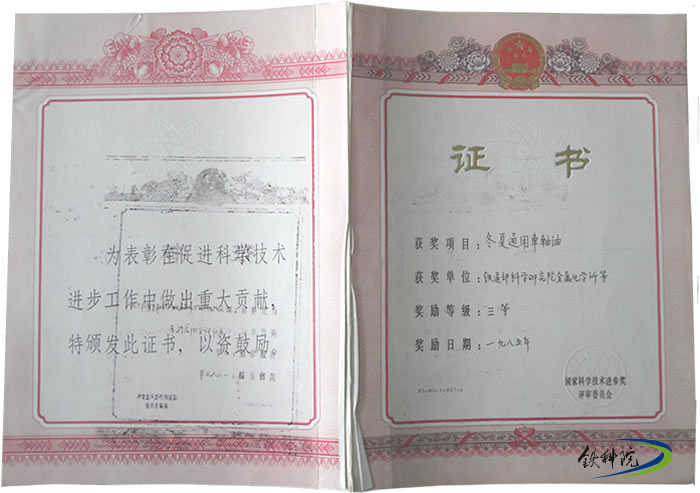 为表彰在促进科学技术
进步工作中做出重大贡献,
特颁发此证书,以资鼓励。
证 书
获奖项目:冬夏通用車軸油
获奖单位:铁道部科学研究院金属化学所等
奖励等级:三等
奖励日期:一九八五年
国家科学技术进步奖
评审委员会
铁科院